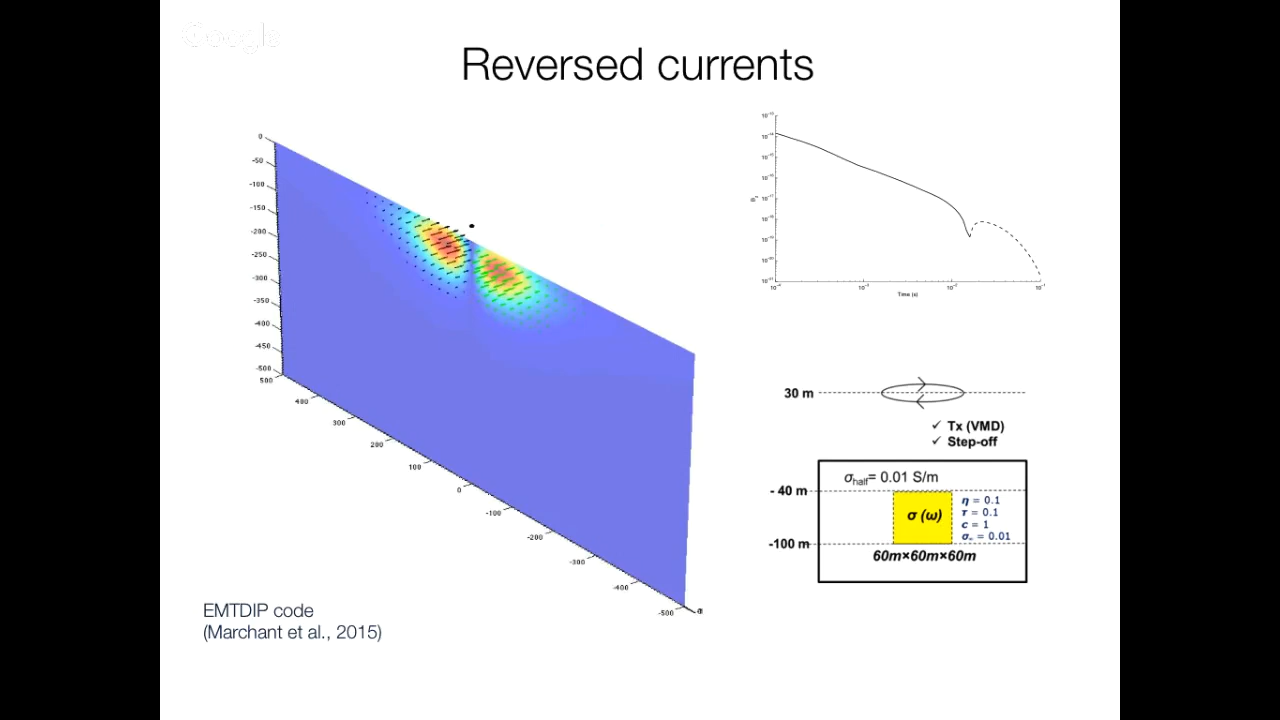 Google
Reversed currents
0
-50
-100
-150
-200
-250
-300
-350
-400
-450
-500
500
400
300
200
100
0
-100
-200
-300
-400
-500
Time (s)
30 m
✓ Tx (VMD)
✓ Step-off
σhalf= 0.01 S/m
- 40 m
σ (ω)
η = 0.1
τ = 0.1
c = 1
σ∞ = 0.01
-100 m
60m×60m×60m
EMTDIP code
(Marchant et al., 2015)